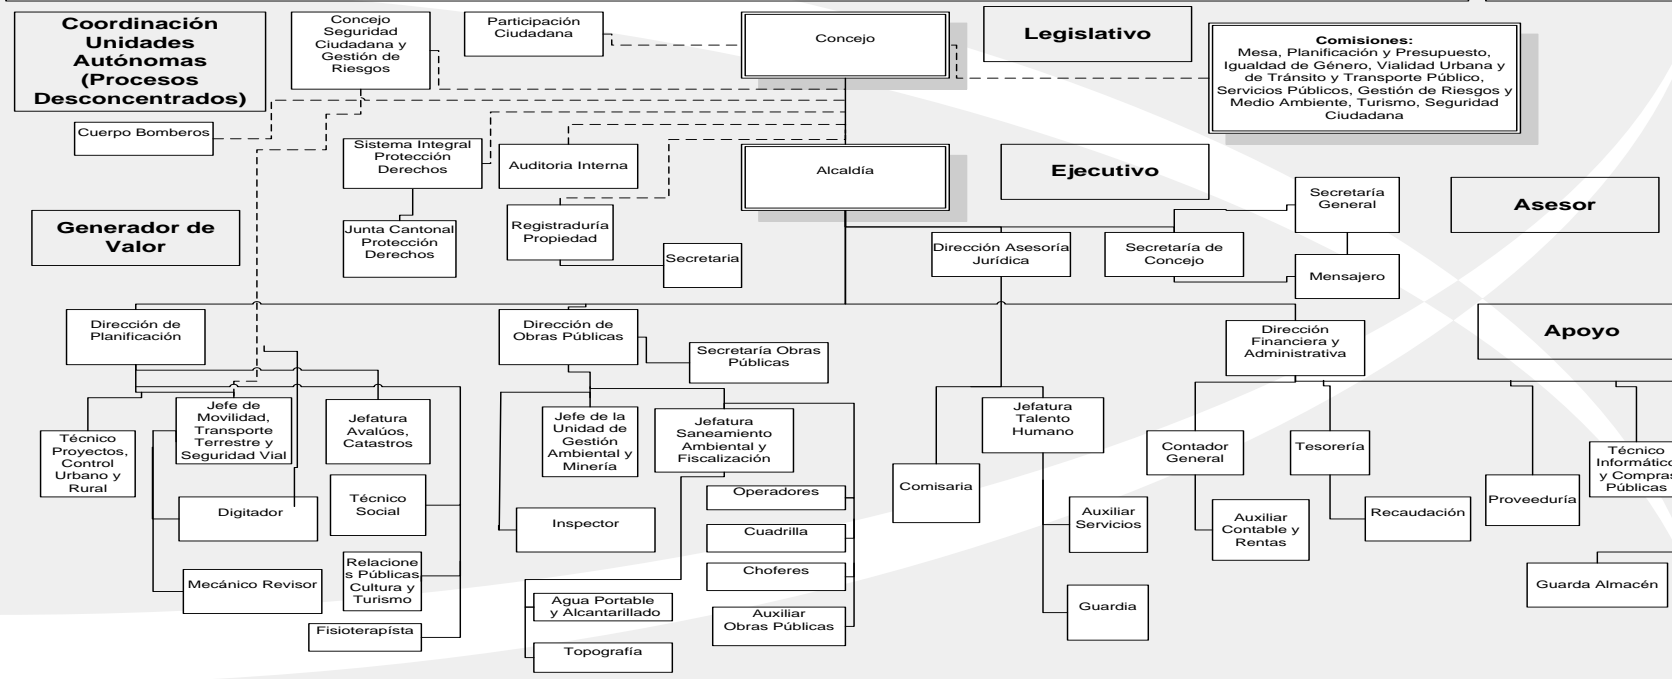 Coordinación
Unidades
Autónomas
(Procesos
Desconcentrados)
Concejo
Seguridad
Ciudadana y
Gestión de
Riesgos
Participación
Ciudadana
Concejo
Legislativo
Comisiones:
Mesa, Planificación y Presupuesto,
Igualdad de Género, Vialidad Urbana y
de Tránsito y Transporte Público,
Servicios Públicos, Gestión de Riesgos y
Medio Ambiente, Turismo, Seguridad
Ciudadana
Cuerpo Bomberos
Sistema Integral
Protección
Derechos
Auditoria Interna
Alcaldía
Ejecutivo
Secretaría
General
Asesor
Generador de
Valor
Junta Cantonal
Protección
Derechos
Registraduría
Propiedad
Secretaria
Dirección Asesoría
Jurídica
Secretaría de
Concejo
Mensajero
Dirección de
Planificación
Dirección de
Obras Públicas
Secretaría Obras
Públicas
Dirección
Financiera y
Administrativa
Apoyo
Técnico
Proyectos,
Control
Urbano y
Rural
Jefe de
Movilidad,
Transporte
Terrestre y
Seguridad Vial
Jefatura
Avalúos,
Catastros
Jefe de la
Unidad de
Gestión
Ambiental y
Minería
Jefatura
Saneamiento
Ambiental y
Fiscalización
Jefatura
Talento
Humano
Contador
General
Tesorería
Técnico
Informático
y Compras
Públicas
Comisaria
Proveeduría
Digitador
Técnico
Social
Inspector
Operadores
Cuadrilla
Auxiliar
Servicios
Auxiliar
Contable y
Rentas
Recaudación
Mecánico Revisor
Relacione
s Públicas
Cultura y
Turismo
Choferes
Guarda Almacén
Agua Portable
y Alcantarillado
Auxiliar
Obras Públicas
Guardia
Fisioterapísta
Topografía